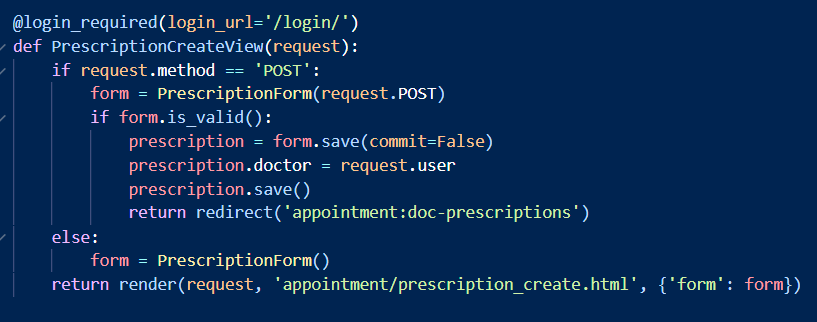 @login_required(login_url='/login/')
def PrescriptionCreateView(request):
    if request.method == 'POST':
        form = PrescriptionForm(request.POST)
        if form.is_valid():
            prescription = form.save(commit=False)
            prescription.doctor = request.user
            prescription.save()
            return redirect('appointment:doc-prescriptions')
    else:
        form = PrescriptionForm()
    return render(request, 'appointment/prescription_create.html', {'form': form})